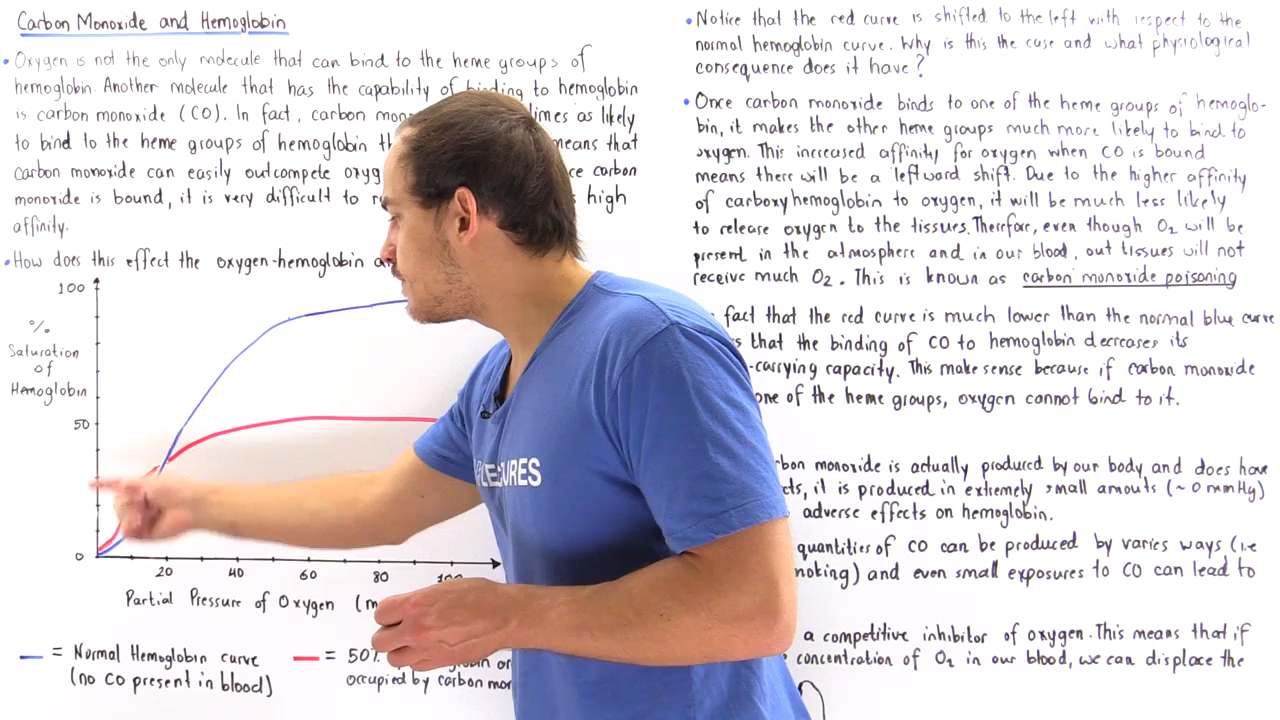 Carbon Monoxide and Hemoglobin
• Oxygen is not the only molecule that can bind to the heme groups of
hemoglobin. Another molecule that has the capability of binding to hemoglobin
is carbon monoxide (CO). In fact, carbon mon times as likely
to bind to the heme groups of hemoglobin th means that
carbon monoxide can easily outcompete oxyg ce carbon
monoxide is bound, it is very difficult to r high
affinity.
• How does this effect the oxygen-hemoglobin
100
%
Saturation
of
Hemoglobin
50
0
20 40 60 80 100
Partial Pressure of Oxygen (m
= Normal Hemoglobin curve
(no CO present in blood)
= 50%
occupied by carbon mon
LECTURES
• Notice that the red curve is shifted to the left with respect to the
normal hemoglobin curve. Why is this the case and what physiological
consequence does it have?
• Once carbon monoxide binds to one of the heme groups of hemoglo-
bin, it makes the other heme groups much more likely to bind to
oxygen. This increased affinity for oxygen when CO is bound
means there will be a leftward shift. Due to the higher affinity
of carboxyhemoglobin to oxygen, it will be much less likely
to release oxygen to the tissues. Therefore, even though O2 will be
present in the atmosphere and in our blood, out tissues will not
receive much O2. This is known as carbon monoxide poisoning
fact that the red curve is much lower than the normal blue curve
s that the binding of CO to hemoglobin decreases its
-carrying capacity. This make sense because if carbon monoxide
one of the heme groups, oxygen cannot bind to it.
rbon monoxide is actually produced by our body and does have
cts, it is produced in extremely small amouts (~0 mmHg)
adverse effects on hemoglobin.
quantities of CO can be produced by varies ways (i.e
moking) and even small exposures to CO can lead to
a competitive inhibitor of oxygen. This means that if
concentration of O2 in our blood, we can displace the